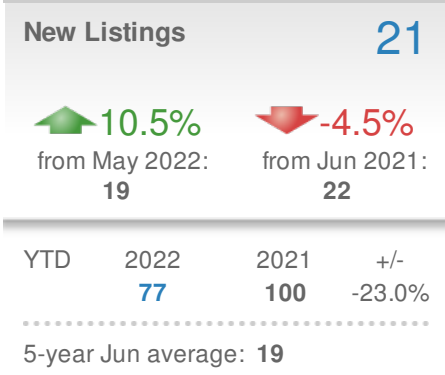 New Listings 21
10.5% -4.5%
from May 2022: from Jun 2021:
19 22
YTD 2022 2021 +/-
77 100 -23.0%
5-year Jun average: 19